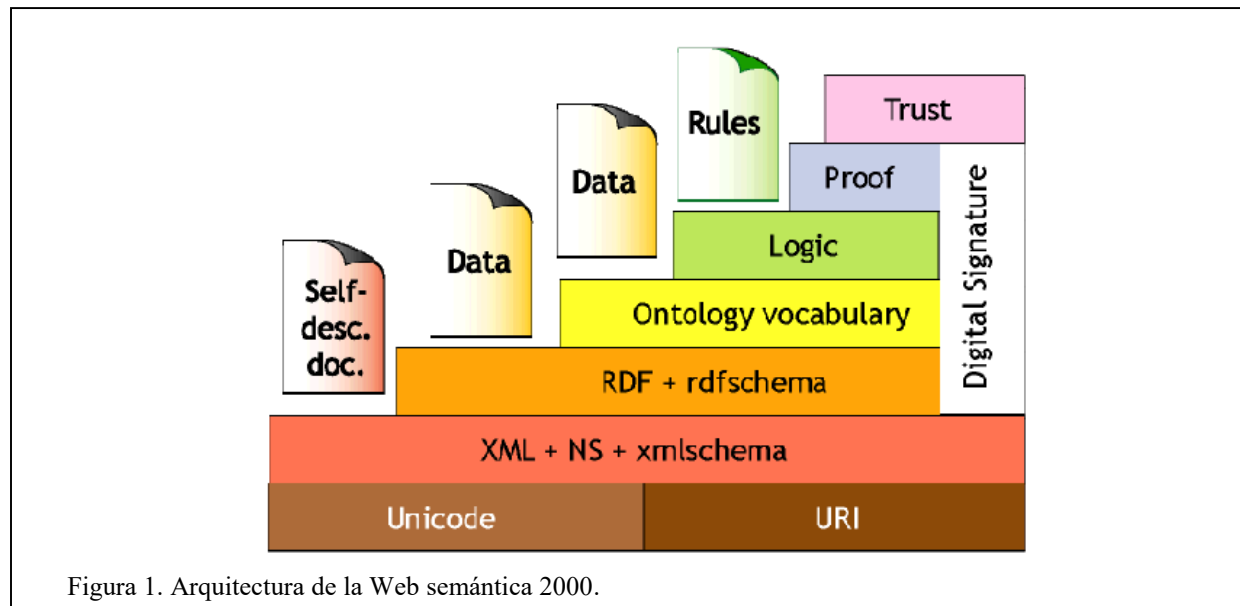 Rules
Trust
Data
Proof
Data
Logic
Self-
desc.
doc.
Ontology vocabulary
Digital Signature
RDF + rdfschema
XML + NS + xmlschema
Unicode
URI
Figura 1. Arquitectura de la Web semántica 2000.